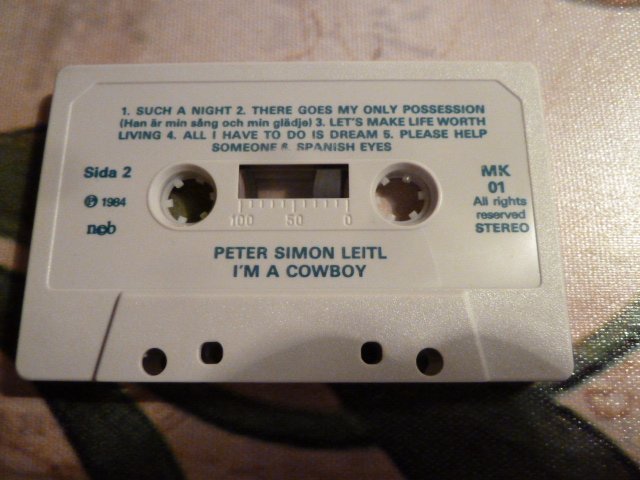 1. SUCH A NIGHT 2. THERE GOES MY ONLY POSSESSION
(Han är min sång och min glädje) 3. LET'S MAKE LIFE WORTH
LIVING 4. ALL I HAVE TO DO IS DREAM 5. PLEASE HELP
SOMEONE 6. SPANISH EYES
Sida 2
MK
01
℗ 1984
All rights
reserved
neb
STEREO
100 50 0
PETER SIMON LEITL
I'M A COWBOY